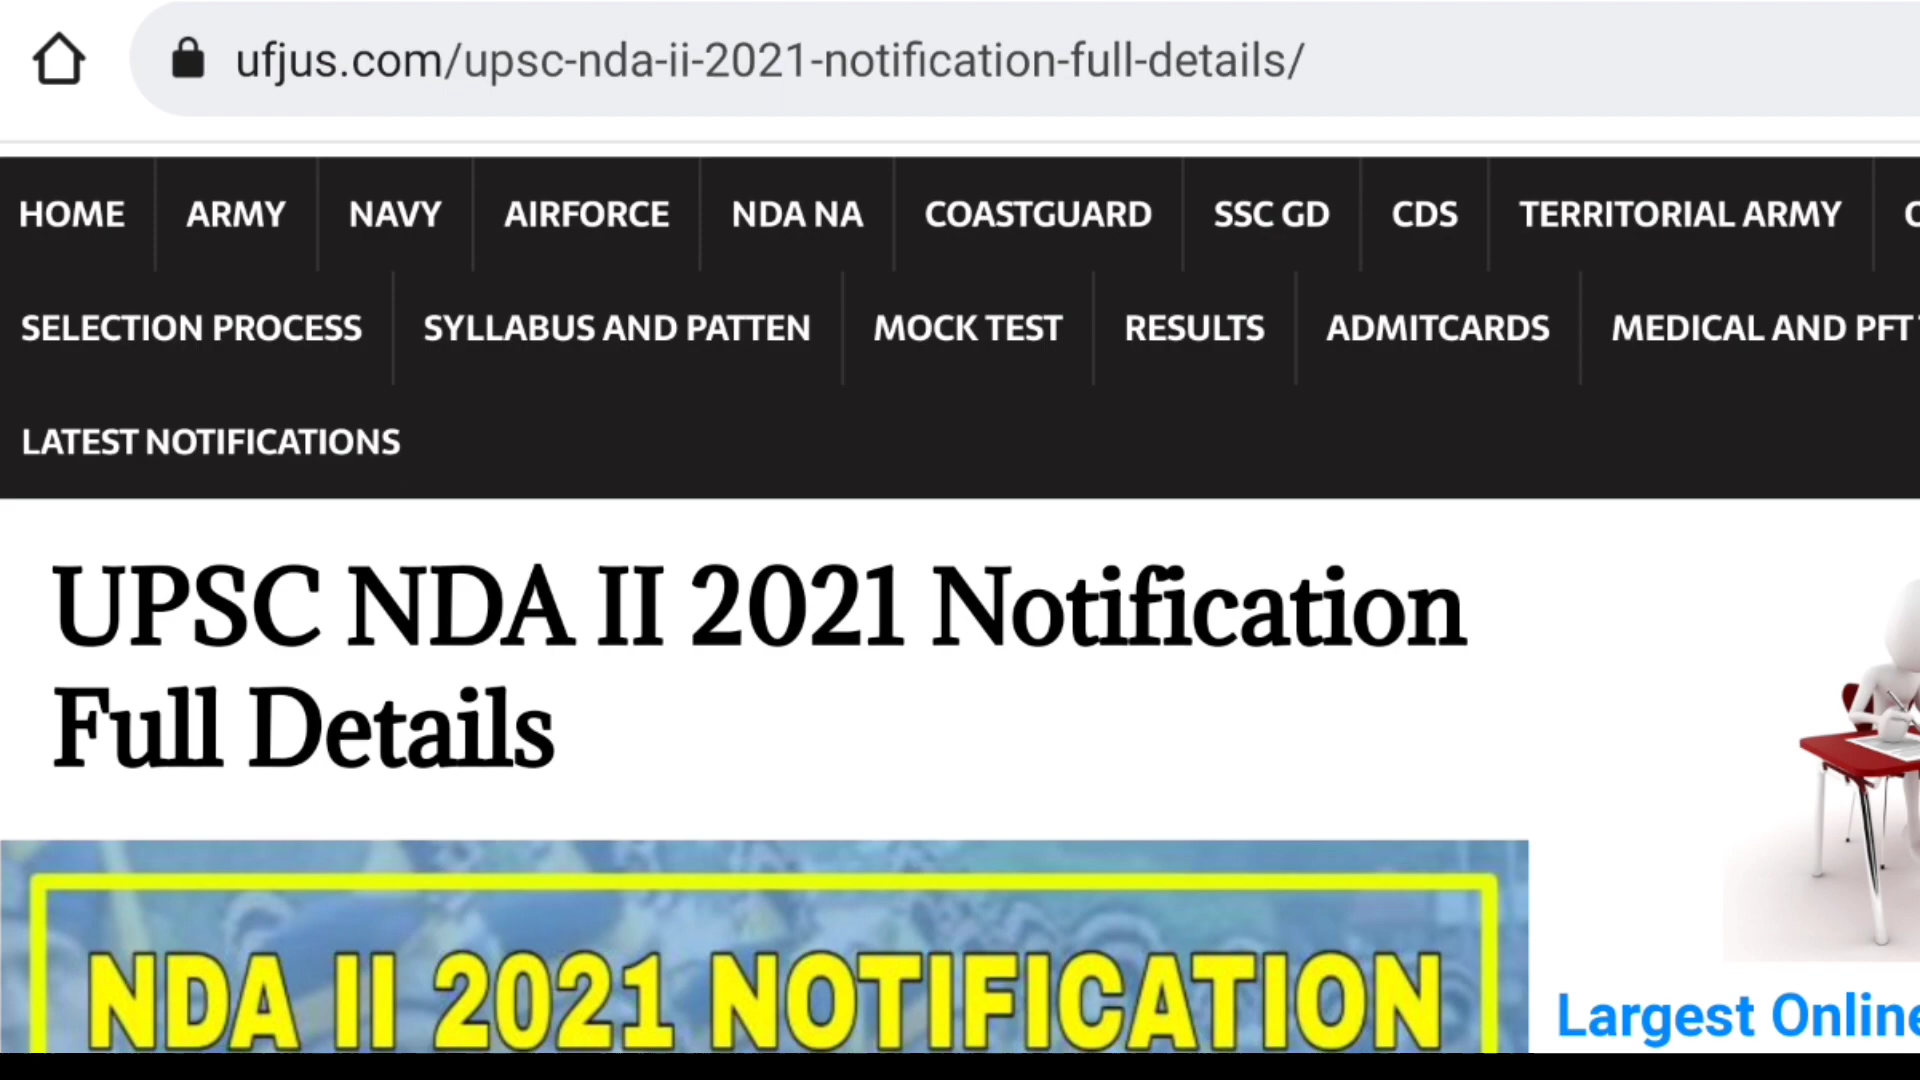 ufjus.com/upsc-nda-ii-2021-notification-full-details/
HOME ARMY NAVY AIRFORCE NDA NA COASTGUARD SSC GD CDS TERRITORIAL ARMY
SELECTION PROCESS SYLLABUS AND PATTEN MOCK TEST RESULTS ADMITCARDS MEDICAL AND PFT
LATEST NOTIFICATIONS
UPSC NDA II 2021 Notification
Full Details
NDA II 2021 NOTIFICATION
Largest Online